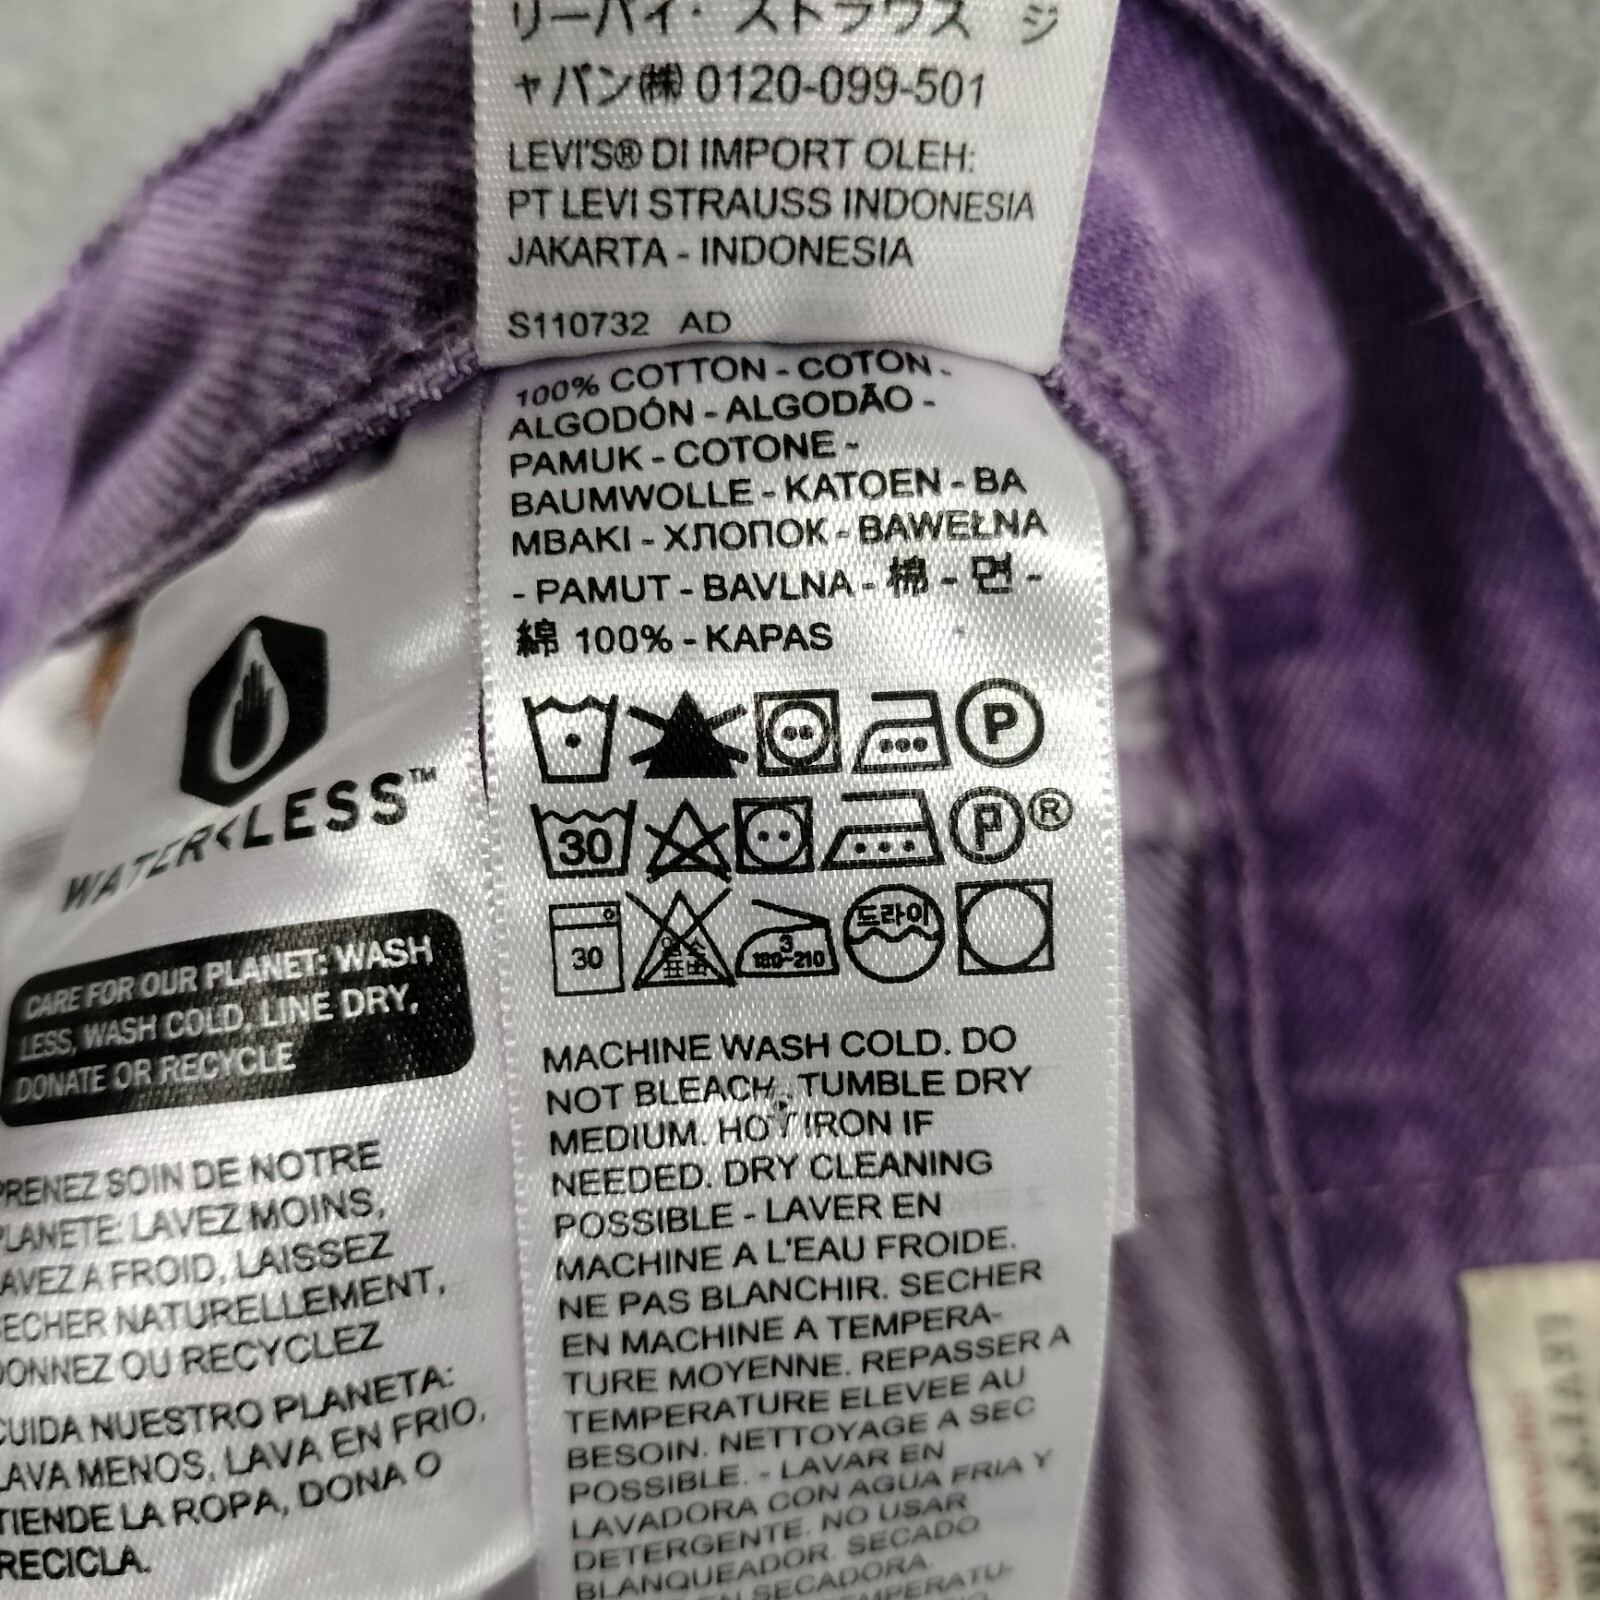 リーバイ・ストラウス ジ
ャパン㈱ 0120-099-501
LEVI'S® DI IMPORT OLEH:
PT LEVI STRAUSS INDONESIA
JAKARTA - INDONESIA
S110732 AD
100% COTTON - COTON -
ALGODÓN - ALGODÃO -
PAMUK - COTONE -
BAUMWOLLE - KATOEN - BA
MBAKI - ХЛОПОК - BAWEŁNA
- PAMUT - BAVLNA - 棉 - 면 -
綿 100% - KAPAS
P
30 P ®
30 3 180~210 드라이
MACHINE WASH COLD. DO
NOT BLEACH. TUMBLE DRY
MEDIUM. HOT IRON IF
NEEDED. DRY CLEANING
POSSIBLE - LAVER EN
MACHINE A L'EAU FROIDE.
NE PAS BLANCHIR. SECHER
EN MACHINE A TEMPERA-
TURE MOYENNE. REPASSER A
TEMPERATURE ELEVEE AU
BESOIN. NETTOYAGE A SEC
POSSIBLE. - LAVAR EN
LAVADORA CON AGUA FRIA Y
DETERGENTE. NO USAR
BLANQUEADOR. SECADO
EN SECADORA.
WATER<LESS™
CARE FOR OUR PLANET: WASH
LESS, WASH COLD, LINE DRY,
DONATE OR RECYCLE
PRENEZ SOIN DE NOTRE
PLANETE: LAVEZ MOINS,
LAVEZ A FROID, LAISSEZ
SECHER NATURELLEMENT,
DONNEZ OU RECYCLEZ
CUIDA NUESTRO PLANETA:
LAVA MENOS, LAVA EN FRIO,
TIENDE LA ROPA, DONA O
RECICLA.